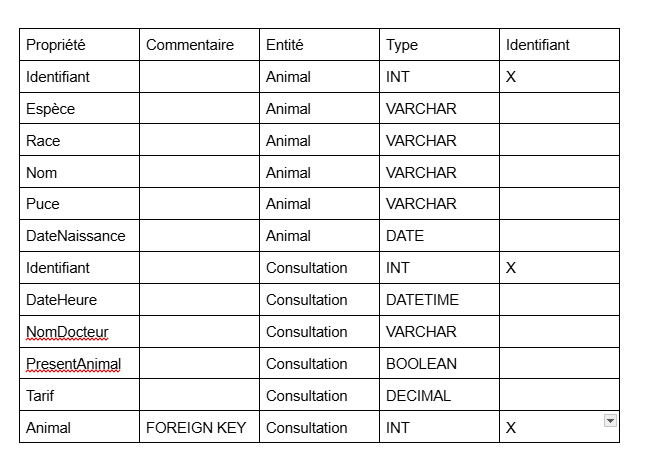 Propriété Commentaire Entité Type Identifiant
Identifiant Animal INT X
Espèce Animal VARCHAR
Race Animal VARCHAR
Nom Animal VARCHAR
Puce Animal VARCHAR
DateNaissance Animal DATE
Identifiant Consultation INT X
DateHeure Consultation DATETIME
NomDocteur Consultation VARCHAR
PresentAnimal Consultation BOOLEAN
Tarif Consultation DECIMAL
Animal FOREIGN KEY Consultation INT X